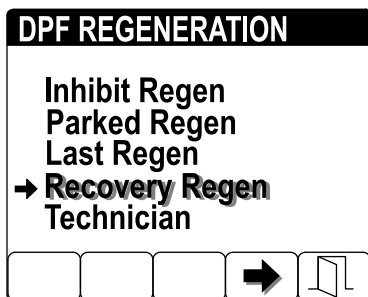 DPF REGENERATION
Inhibit Regen
Parked Regen
Last Regen
Recovery Regen
Technician